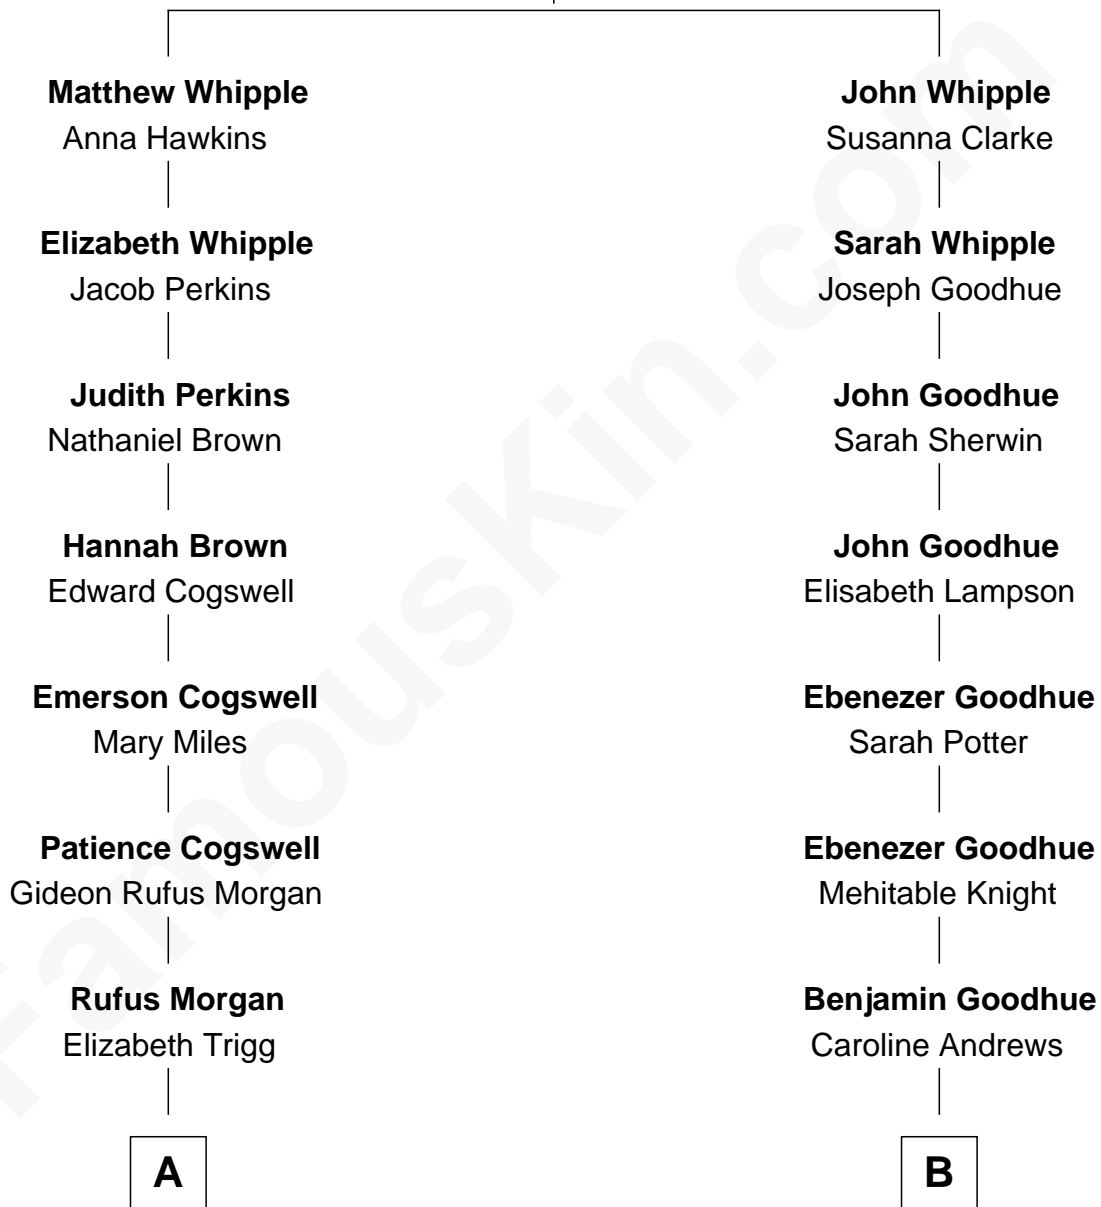 Matthew Whipple
Anna Hawkins
Elizabeth Whipple
Jacob Perkins
Judith Perkins
Nathaniel Brown
Hannah Brown
Edward Cogswell
Emerson Cogswell
Mary Miles
Patience Cogswell
Gideon Rufus Morgan
Rufus Morgan
Elizabeth Trigg
A
John Whipple
Susanna Clarke
Sarah Whipple
Joseph Goodhue
John Goodhue
Sarah Sherwin
John Goodhue
Elisabeth Lampson
Ebenezer Goodhue
Sarah Potter
Ebenezer Goodhue
Mehitable Knight
Benjamin Goodhue
Caroline Andrews
B
FamousKin.com